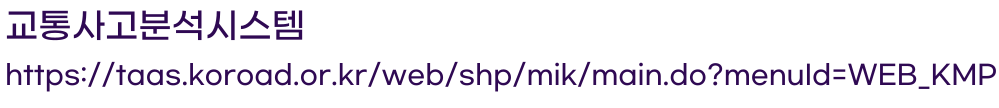 교통사고분석시스템
https://taas.koroad.or.kr/web/shp/mik/main.do?menuId=WEB_KMP